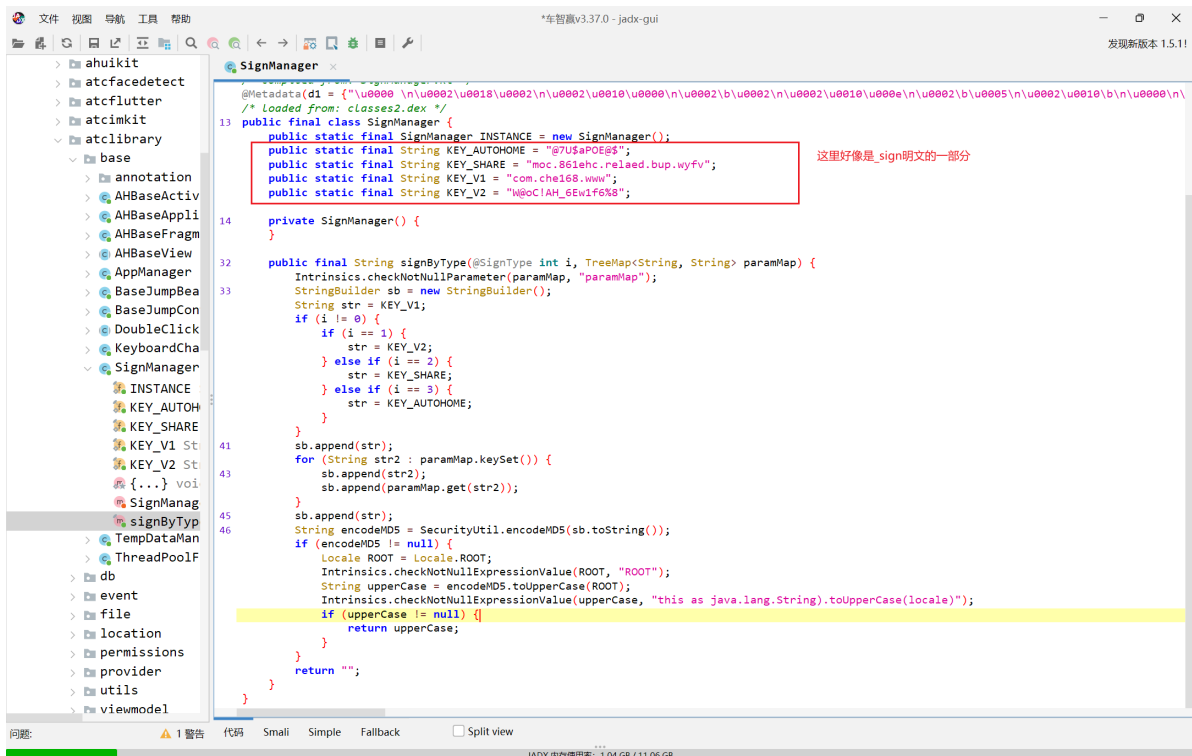 文件 视图 导航 工具 帮助
*车智赢v3.37.0 - jadx-gui
发现新版本 1.5.1!
ahuikit
atcfacedetect
atcflutter
atcimkit
atclibrary
base
annotation
AHBaseActiv
AHBaseAppli
AHBaseFragm
AHBaseView
AppManager
BaseJumpBea
BaseJumpCon
DoubleClick
KeyboardCha
SignManager
INSTANCE
KEY_AUTOH
KEY_SHARE
KEY_V1 St
KEY_V2 St
{...} voi
SignManag
signByTyp
TempDataMan
ThreadPoolF
db
event
file
location
permissions
provider
utils
viewmodel
SignManager
@Metadata(d1 = {"\u0000 \n\u0002\u0018\u0002\n\u0002\u0010\u0000\n\u0002\b\u0002\n\u0002\u0010\u000e\n\u0002\b\u0005\n\u0002\u0010\b\n\u0000\n\
/* loaded from: classes2.dex */
13 public final class SignManager {
public static final SignManager INSTANCE = new SignManager();
public static final String KEY_AUTOHOME = "@7U$aPOE@$";
public static final String KEY_SHARE = "moc.861ehc.relaed.bup.wyfv";
public static final String KEY_V1 = "com.che168.www";
public static final String KEY_V2 = "W@oC!AH_6Ew1f6%8";
这里好像是_sign明文的一部分
14 private SignManager() {
}
32 public final String signByType(@SignType int i, TreeMap<String, String> paramMap) {
Intrinsics.checkNotNullParameter(paramMap, "paramMap");
33 StringBuilder sb = new StringBuilder();
String str = KEY_V1;
if (i != 0) {
if (i == 1) {
str = KEY_V2;
} else if (i == 2) {
str = KEY_SHARE;
} else if (i == 3) {
str = KEY_AUTOHOME;
}
}
41 sb.append(str);
for (String str2 : paramMap.keySet()) {
43 sb.append(str2);
sb.append(paramMap.get(str2));
}
45 sb.append(str);
46 String encodeMD5 = SecurityUtil.encodeMD5(sb.toString());
if (encodeMD5 != null) {
Locale ROOT = Locale.ROOT;
Intrinsics.checkNotNullExpressionValue(ROOT, "ROOT");
String upperCase = encodeMD5.toUpperCase(ROOT);
Intrinsics.checkNotNullExpressionValue(upperCase, "this as java.lang.String).toUpperCase(locale)");
if (upperCase != null) {
return upperCase;
}
}
return "";
}
}
问题: 1 警告
代码 Smali Simple Fallback Split view
JADX 内存使用率: 1.04 GB / 11.06 GB